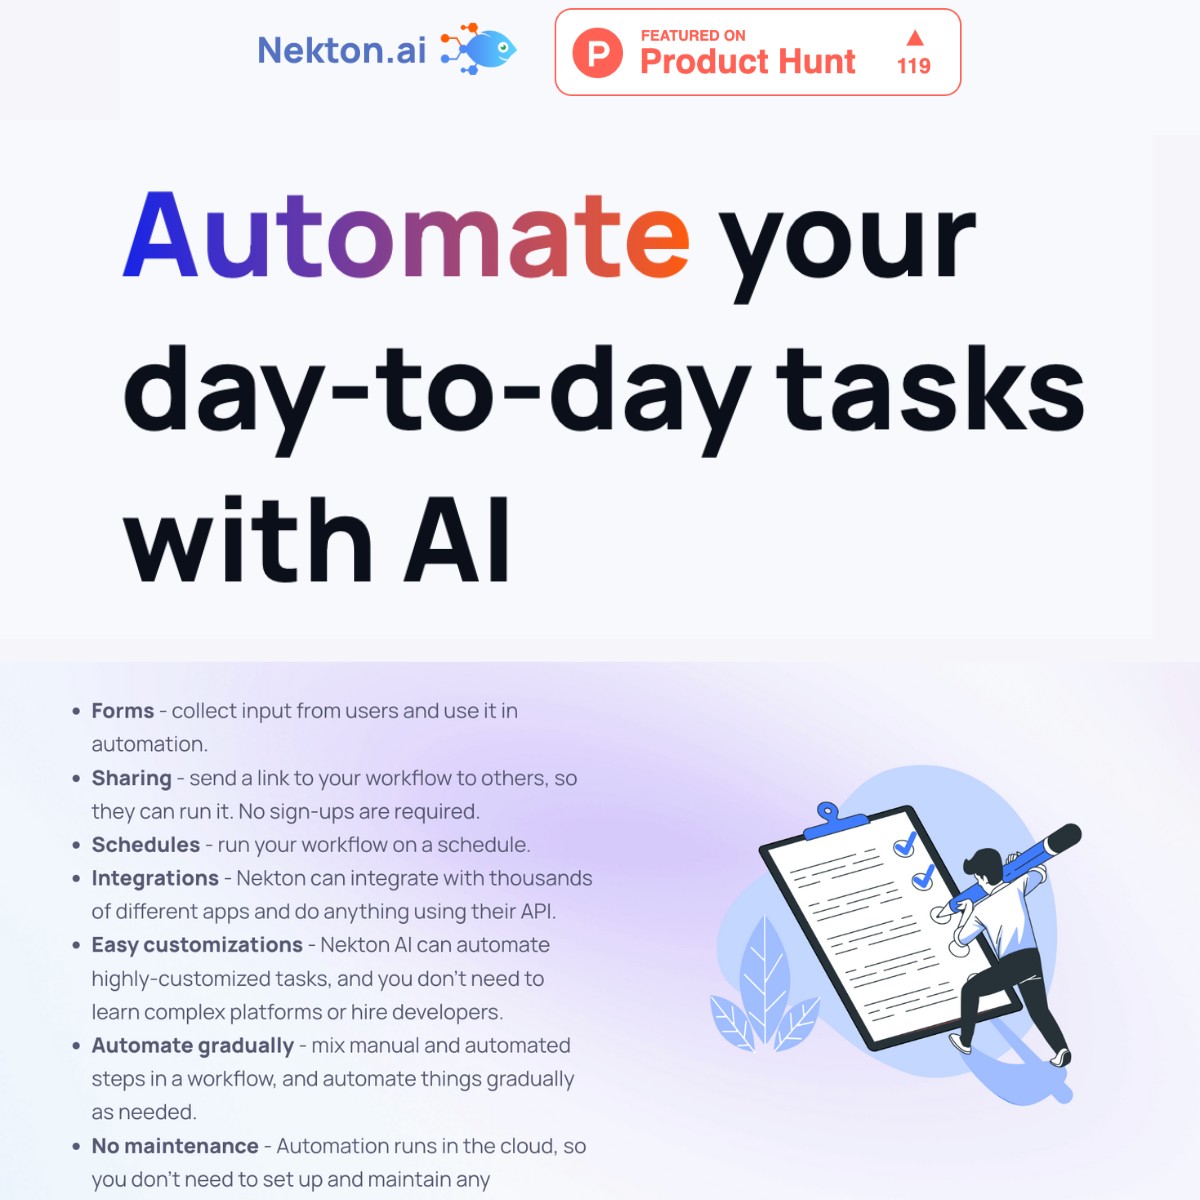 Nekton.ai
FEATURED ON
Product Hunt
119
Automate your
day-to-day tasks
with AI
Forms - collect input from users and use it in
automation.
Sharing - send a link to your workflow to others, so
they can run it. No sign-ups are required.
Schedules - run your workflow on a schedule.
Integrations - Nekton can integrate with thousands
of different apps and do anything using their API.
Easy customizations - Nekton AI can automate
highly-customized tasks, and you don't need to
learn complex platforms or hire developers.
Automate gradually - mix manual and automated
steps in a workflow, and automate things gradually
as needed.
No maintenance - Automation runs in the cloud, so
you don't need to set up and maintain any